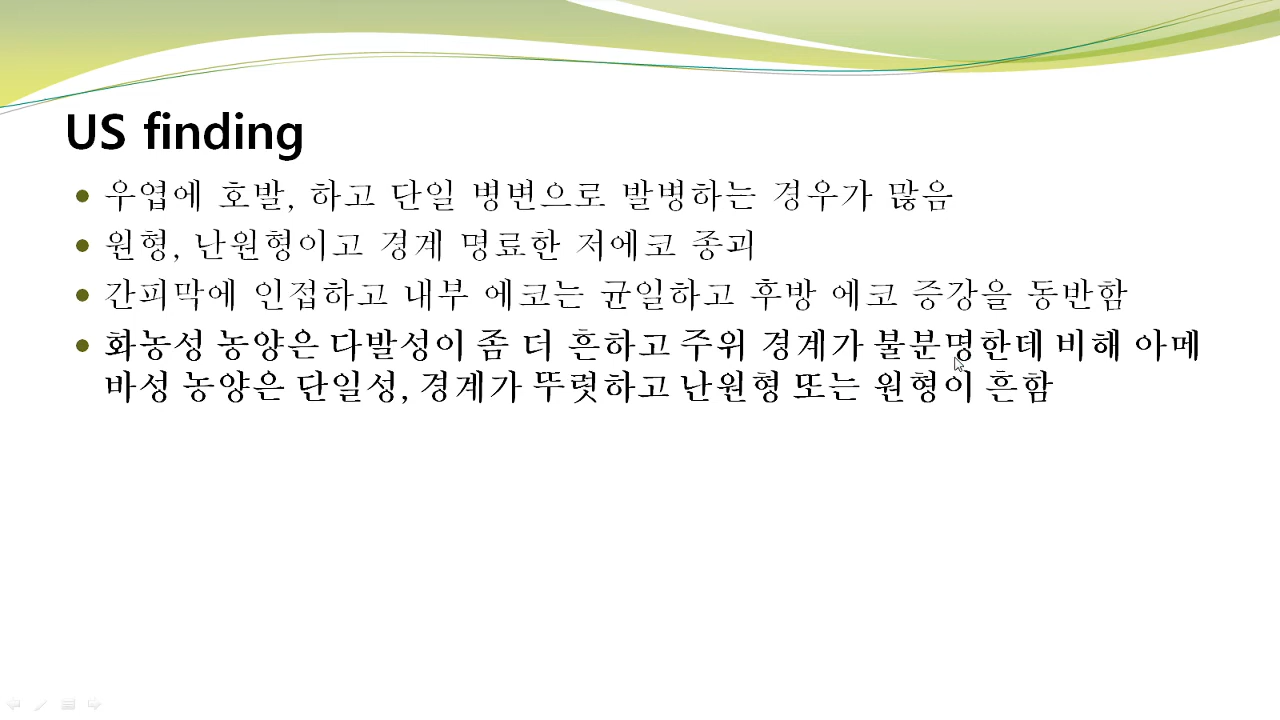 US finding
우엽에 호발, 하고 단일 병변으로 발병하는 경우가 많음
원형, 난원형이고 경계 명료한 저에코 종괴
간피막에 인접하고 내부 에코는 균일하고 후방 에코 증강을 동반함
화농성 농양은 다발성이 좀 더 흔하고 주위 경계가 불분명한데 비해 아메
바성 농양은 단일성, 경계가 뚜렷하고 난원형 또는 원형이 흔함